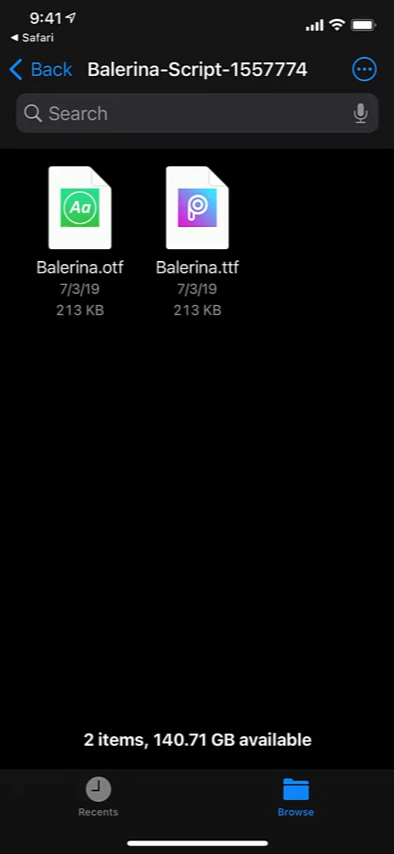 9:41
Safari
Back
Balerina-Script-1557774
Search
Aa
P
Balerina.otf
Balerina.ttf
7/3/19
7/3/19
213 KB
213 KB
2 items, 140.71 GB available
Recents
Browse